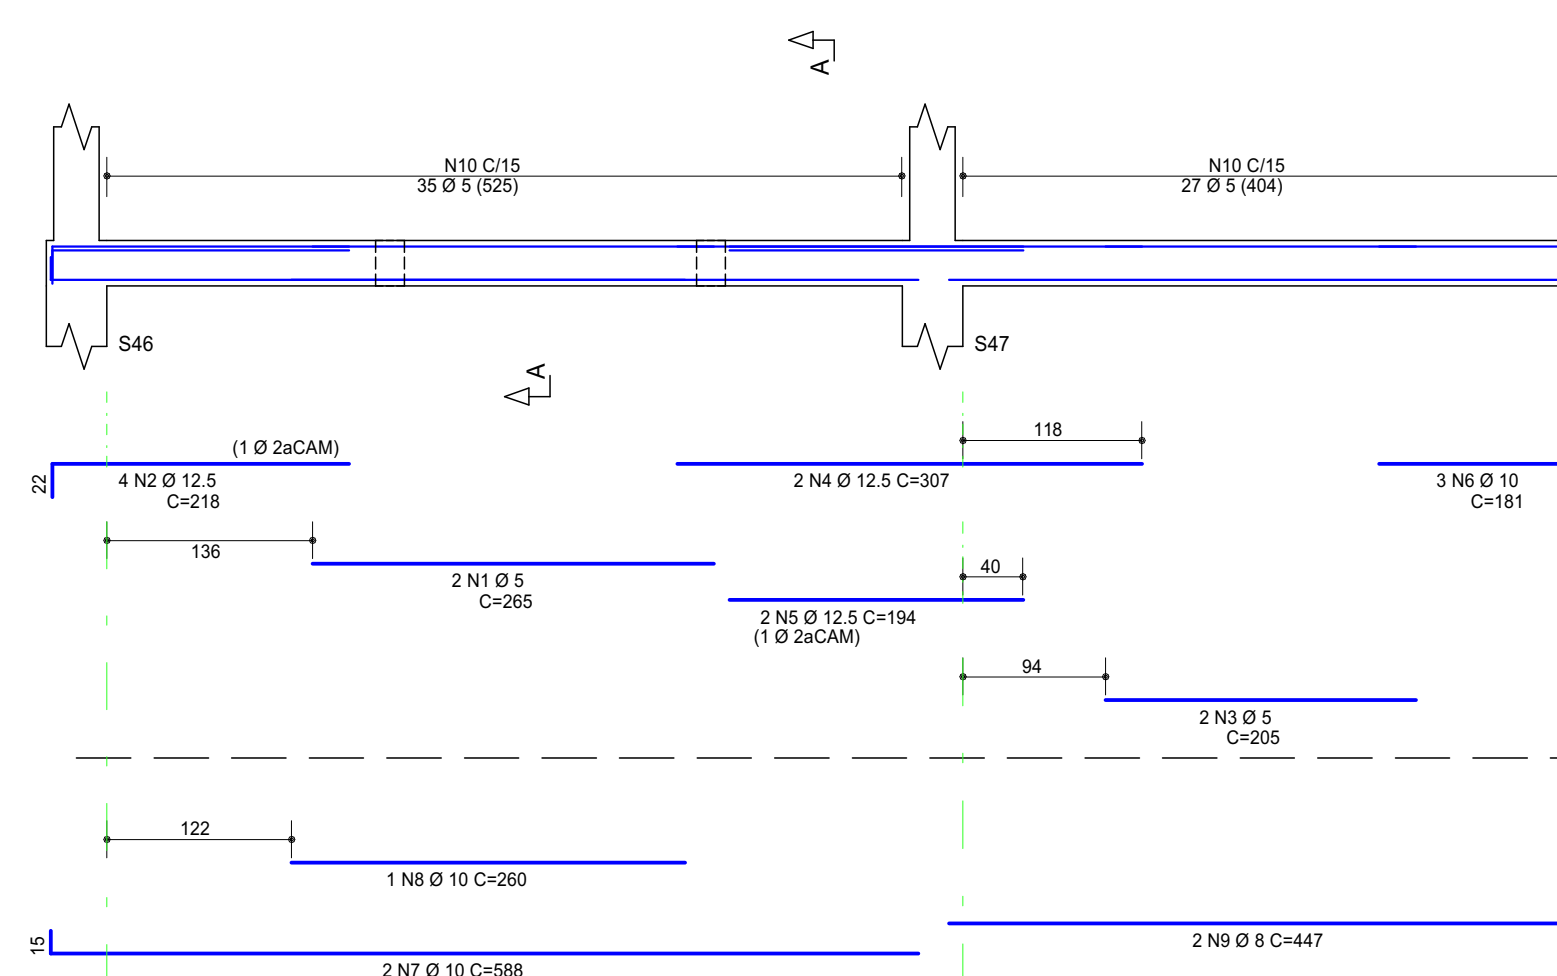 A
N10 C/15
35 Ø 5 (525)
N10 C/15
27 Ø 5 (404)
S46
S47
A
(1 Ø 2aCAM)
22
4 N2 Ø 12.5
C=218
118
2 N4 Ø 12.5 C=307
3 N6 Ø 10
C=181
136
2 N1 Ø 5
C=265
40
2 N5 Ø 12.5 C=194
(1 Ø 2aCAM)
94
2 N3 Ø 5
C=205
122
1 N8 Ø 10 C=260
15
2 N7 Ø 10 C=588
2 N9 Ø 8 C=447